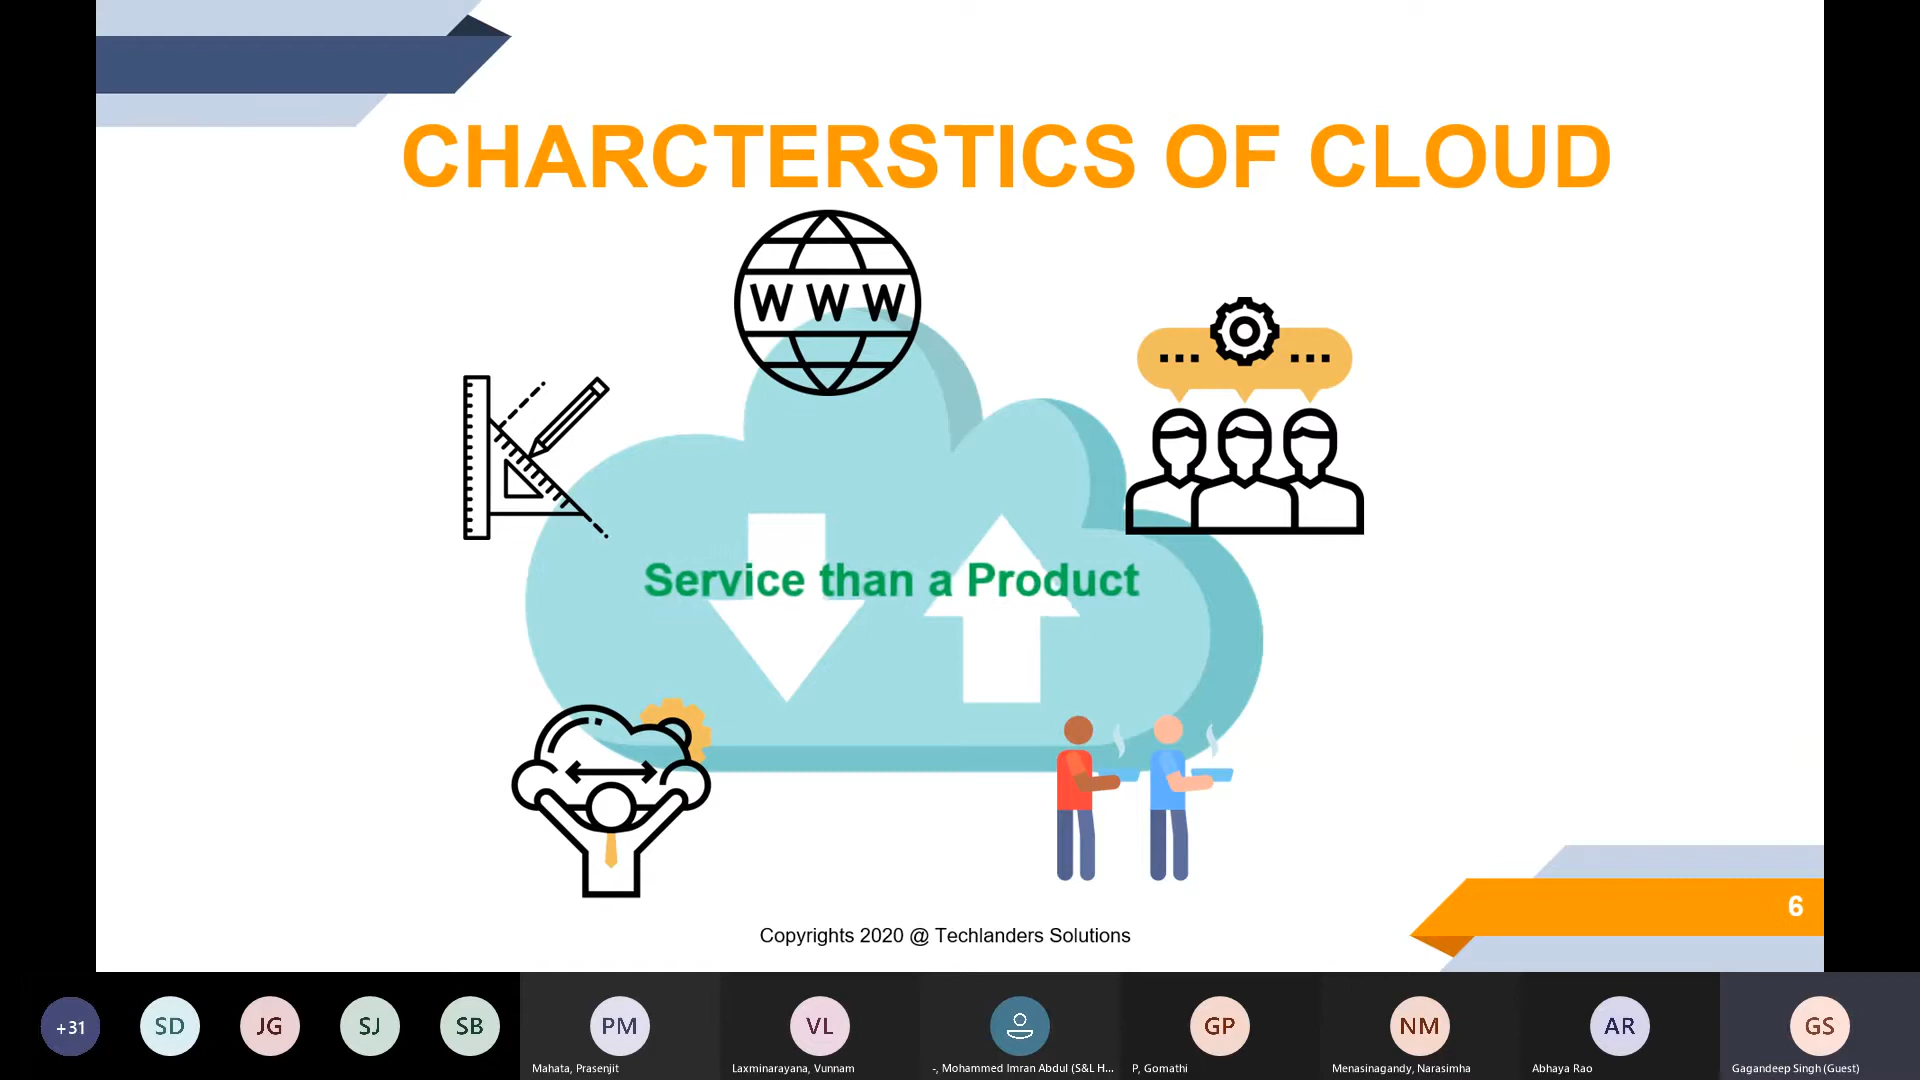 CHARCTERSTICS OF CLOUD
WWW
Service than a Product
6
Copyrights 2020 @ Techlanders Solutions
+31
SD
JG
SJ
SB
PM
VL
GP
NM
AR
GS
Mahata, Prasenjit
Laxminarayana, Vunnam
-, Mohammed Imran Abdul (S&L H...
P, Gomathi
Menasinagandy, Narasimha
Abhaya Rao
Gagandeep Singh (Guest)